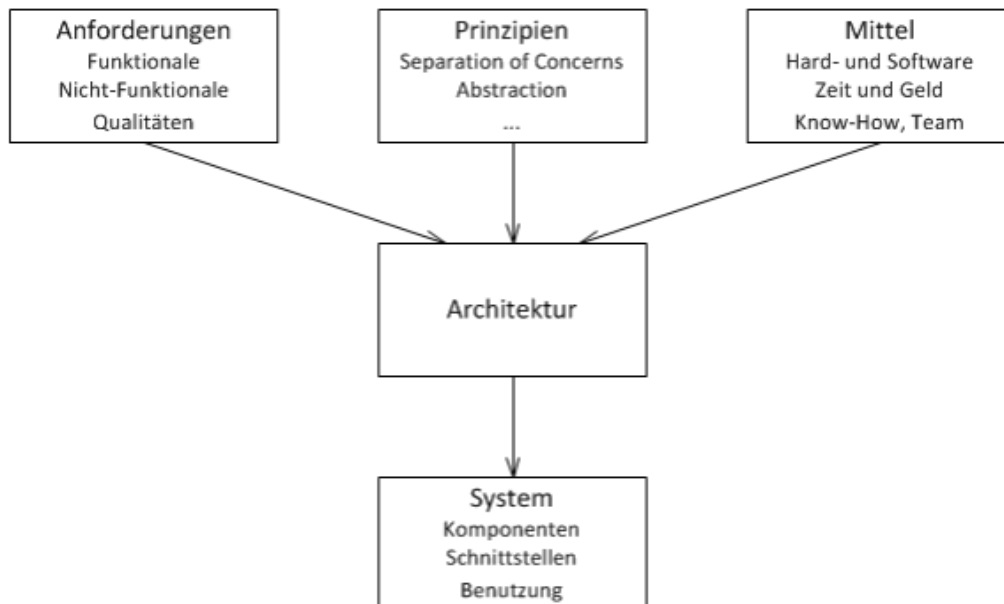 Anforderungen
Funktionale
Nicht-Funktionale
Qualitäten
Prinzipien
Separation of Concerns
Abstraction
...
Mittel
Hard- und Software
Zeit und Geld
Know-How, Team
Architektur
System
Komponenten
Schnittstellen
Benutzung